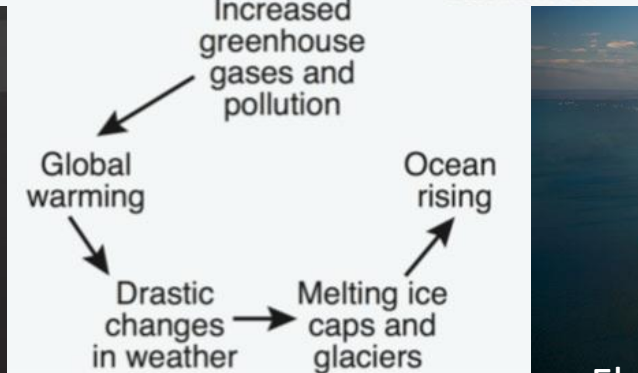 Increased
greenhouse
gases and
pollution
Global
warming
Ocean
rising
Drastic
changes
in weather
Melting ice
caps and
glaciers